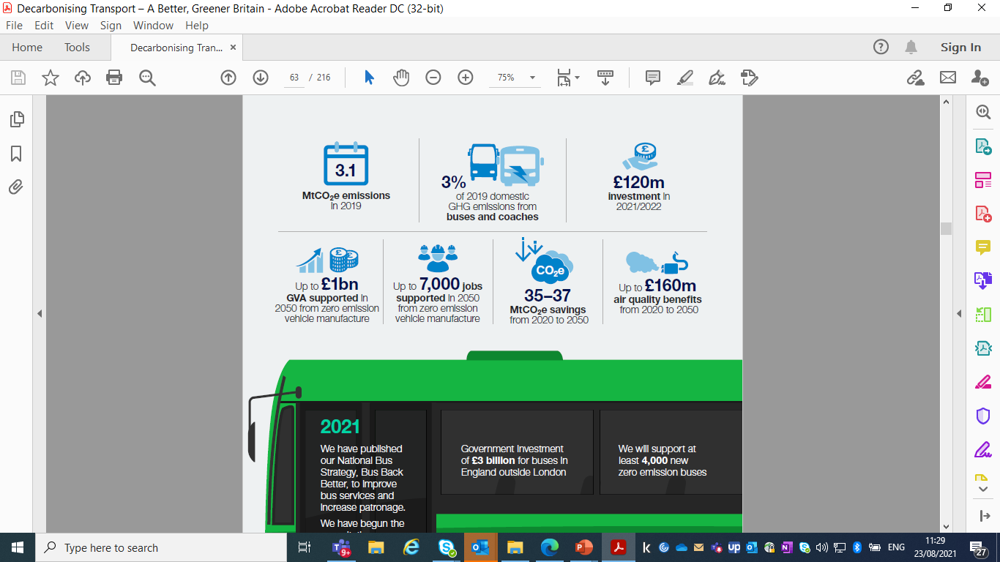 Decarbonising Transport – A Better, Greener Britain - Adobe Acrobat Reader DC (32-bit)
File Edit View Sign Window Help
Home Tools Decarbonising Tran... × Sign In
63 / 216 75%
3.1
MtCO₂e emissions
in 2019
3%
of 2019 domestic
GHG emissions from
buses and coaches
£
£120m
investment in
2021/2022
£ £
Up to £1bn
GVA supported in
2050 from zero emission
vehicle manufacture
Up to 7,000 jobs
supported in 2050
from zero emission
vehicle manufacture
CO₂e
35–37
MtCO₂e savings
from 2020 to 2050
Up to £160m
air quality benefits
from 2020 to 2050
2021
We have published
our National Bus
Strategy, Bus Back
Better, to improve
bus services and
increase patronage.
We have begun the
Government investment
of £3 billion for buses in
England outside London
We will support at
least 4,000 new
zero emission buses
Type here to search
9+
ENG
11:29
23/08/2021
27